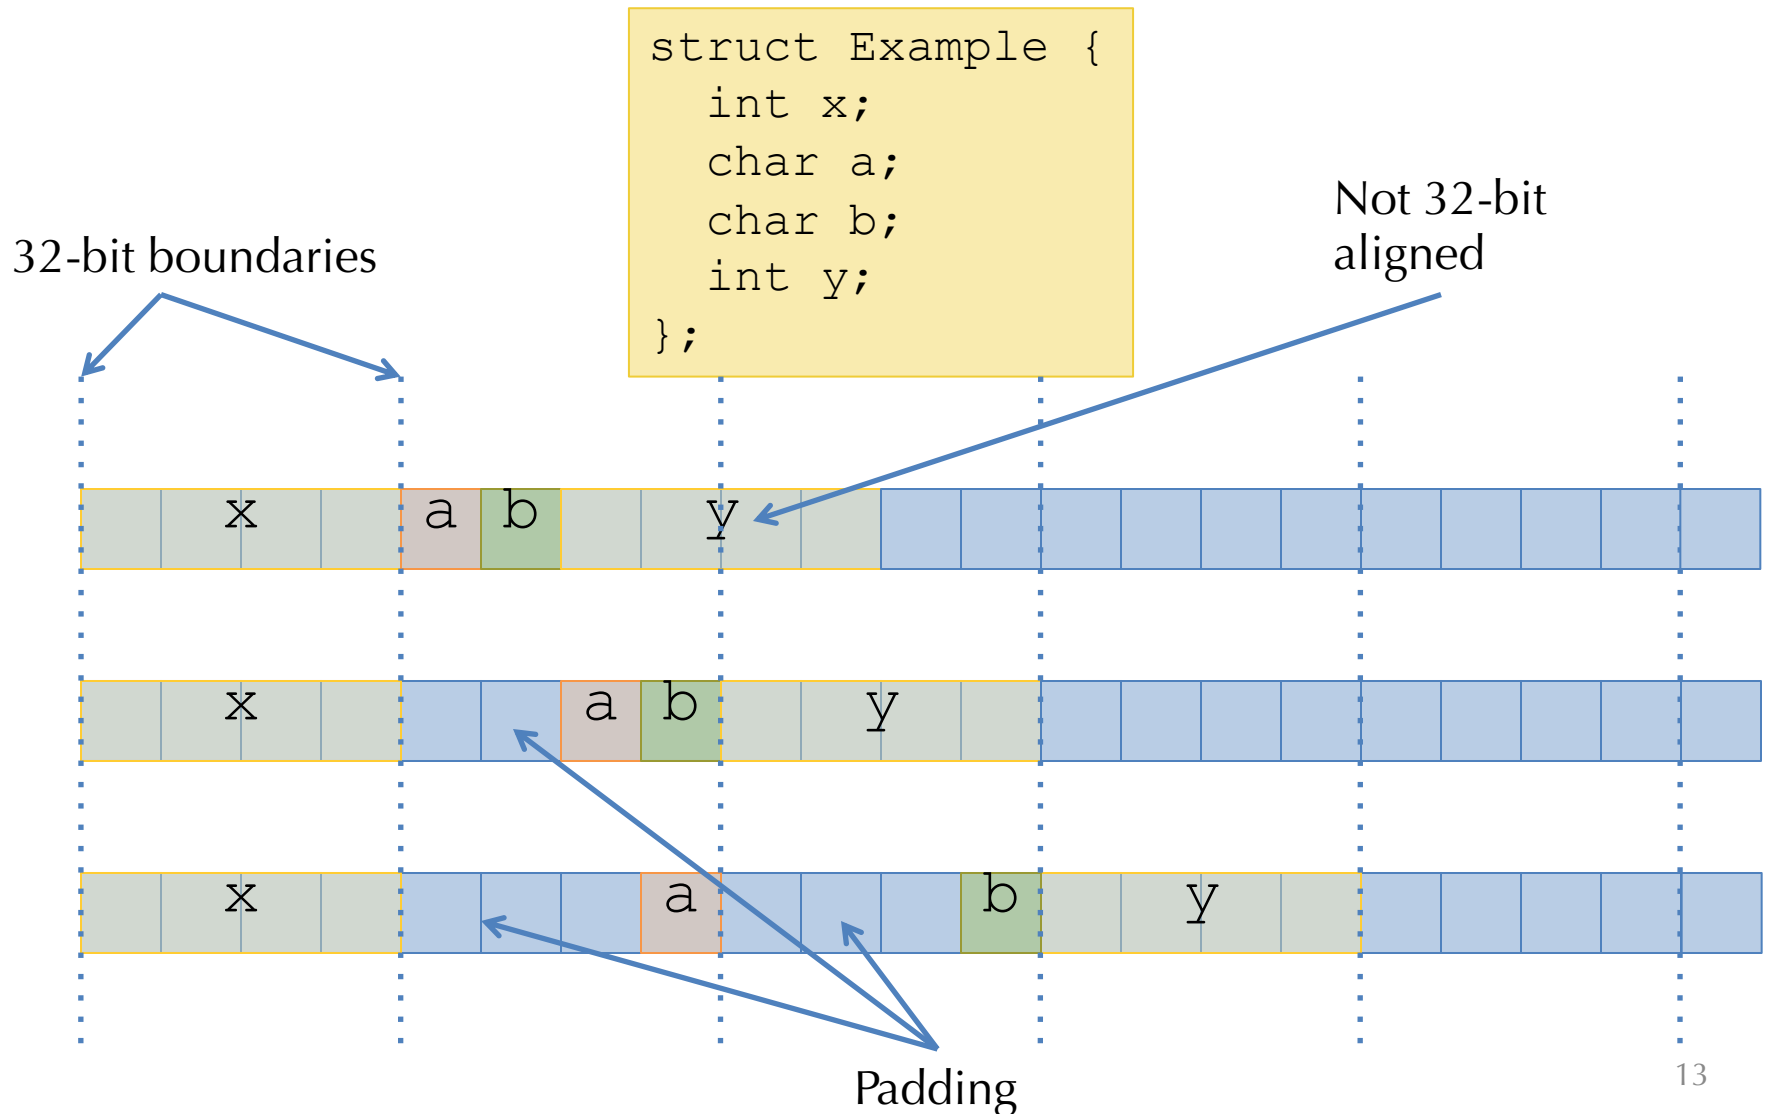 struct Example {
int x;
char a;
char b;
int y;
};
32-bit boundaries
Not 32-bit
aligned
x a b y
x a b y
x a b y
Padding
13